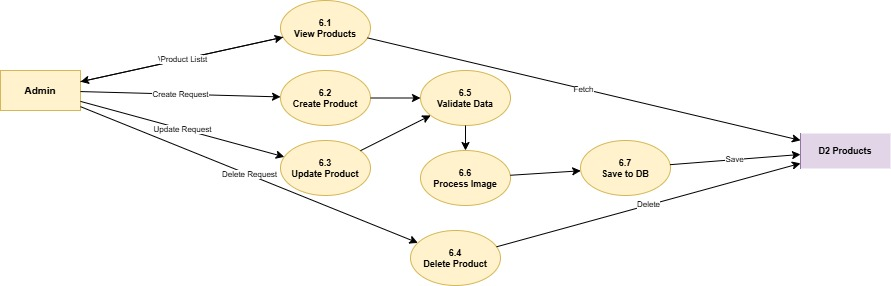 6.1
View Products
\Product Listst
Admin
Create Request
6.2
Create Product
6.5
Validate Data
Fetch
Update Request
D2 Products
6.3
Update Product
Delete Request
6.6
Process Image
6.7
Save to DB
Save
Delete
6.4
Delete Product